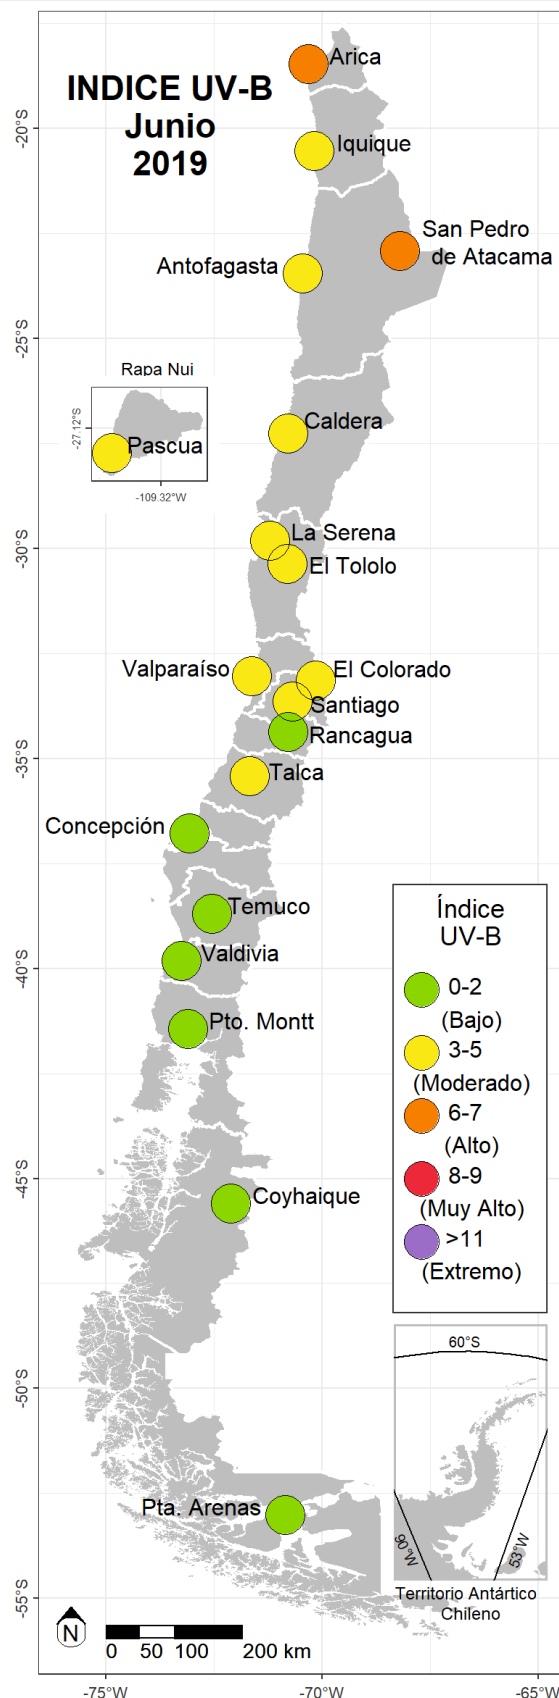 INDICE UV-B
Junio
2019
Arica
Iquique
San Pedro
de Atacama
Antofagasta
Rapa Nui
Caldera
Pascua
-27.12°S
-109.32°W
La Serena
El Tololo
Valparaíso
El Colorado
Santiago
Rancagua
Talca
Concepción
Temuco
Valdivia
Pto. Montt
Coyhaique
Pta. Arenas
Índice
UV-B
0-2
(Bajo)
3-5
(Moderado)
6-7
(Alto)
8-9
(Muy Alto)
>11
(Extremo)
60°S
90°W
53°W
Territorio Antártico
Chileno
N
0 50 100 200 km
-20°S
-25°S
-30°S
-35°S
-40°S
-45°S
-50°S
-55°S
-75°W
-70°W
-65°W